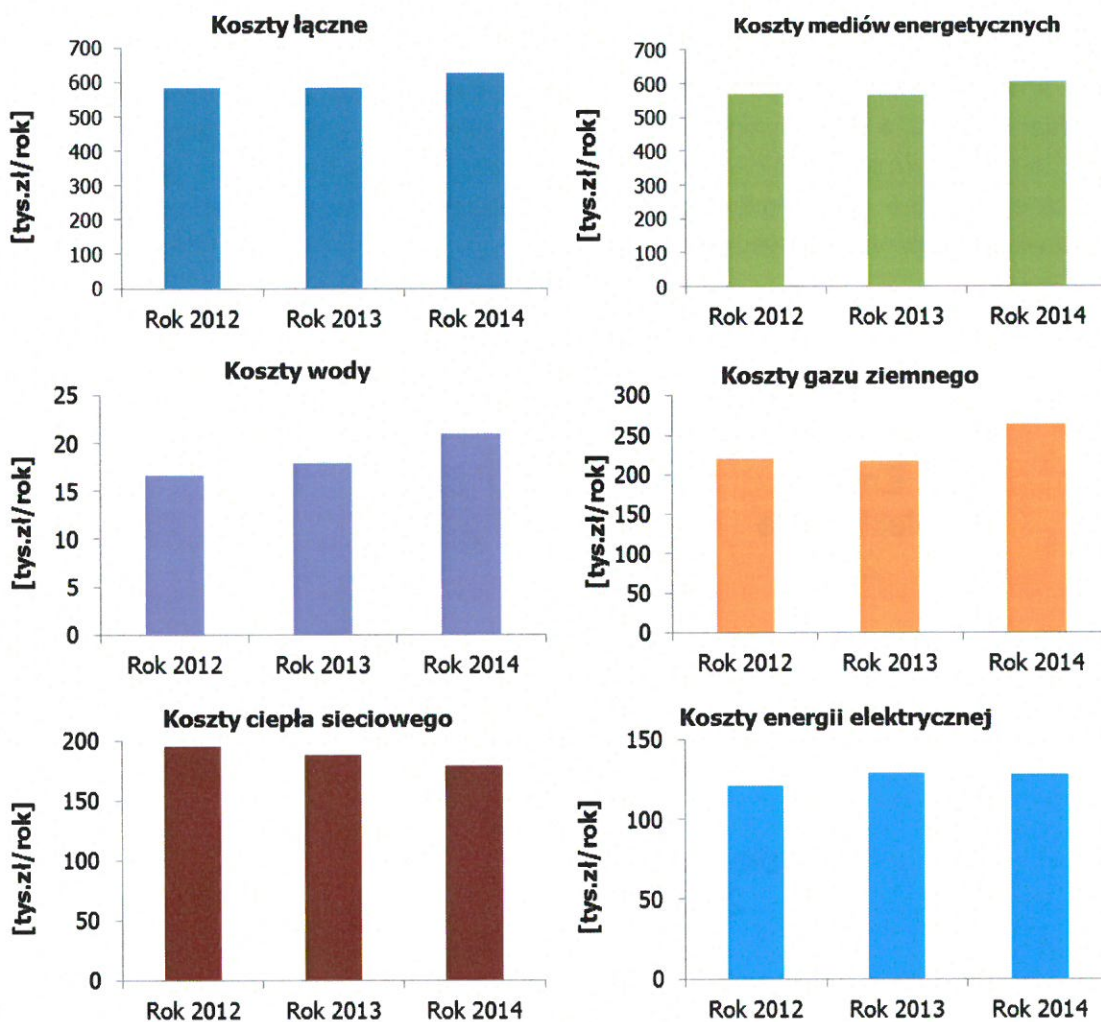 Koszty łączne
[tys.zł/rok]
700
600
500
400
300
200
100
0
Rok 2012 Rok 2013 Rok 2014
Koszty mediów energetycznych
[tys.zł/rok]
700
600
500
400
300
200
100
0
Rok 2012 Rok 2013 Rok 2014
Koszty wody
[tys.zł/rok]
25
20
15
10
5
0
Rok 2012 Rok 2013 Rok 2014
Koszty gazu ziemnego
[tys.zł/rok]
300
250
200
150
100
50
0
Rok 2012 Rok 2013 Rok 2014
Koszty ciepła sieciowego
[tys.zł/rok]
200
150
100
50
0
Rok 2012 Rok 2013 Rok 2014
Koszty energii elektrycznej
[tys.zł/rok]
150
100
50
0
Rok 2012 Rok 2013 Rok 2014